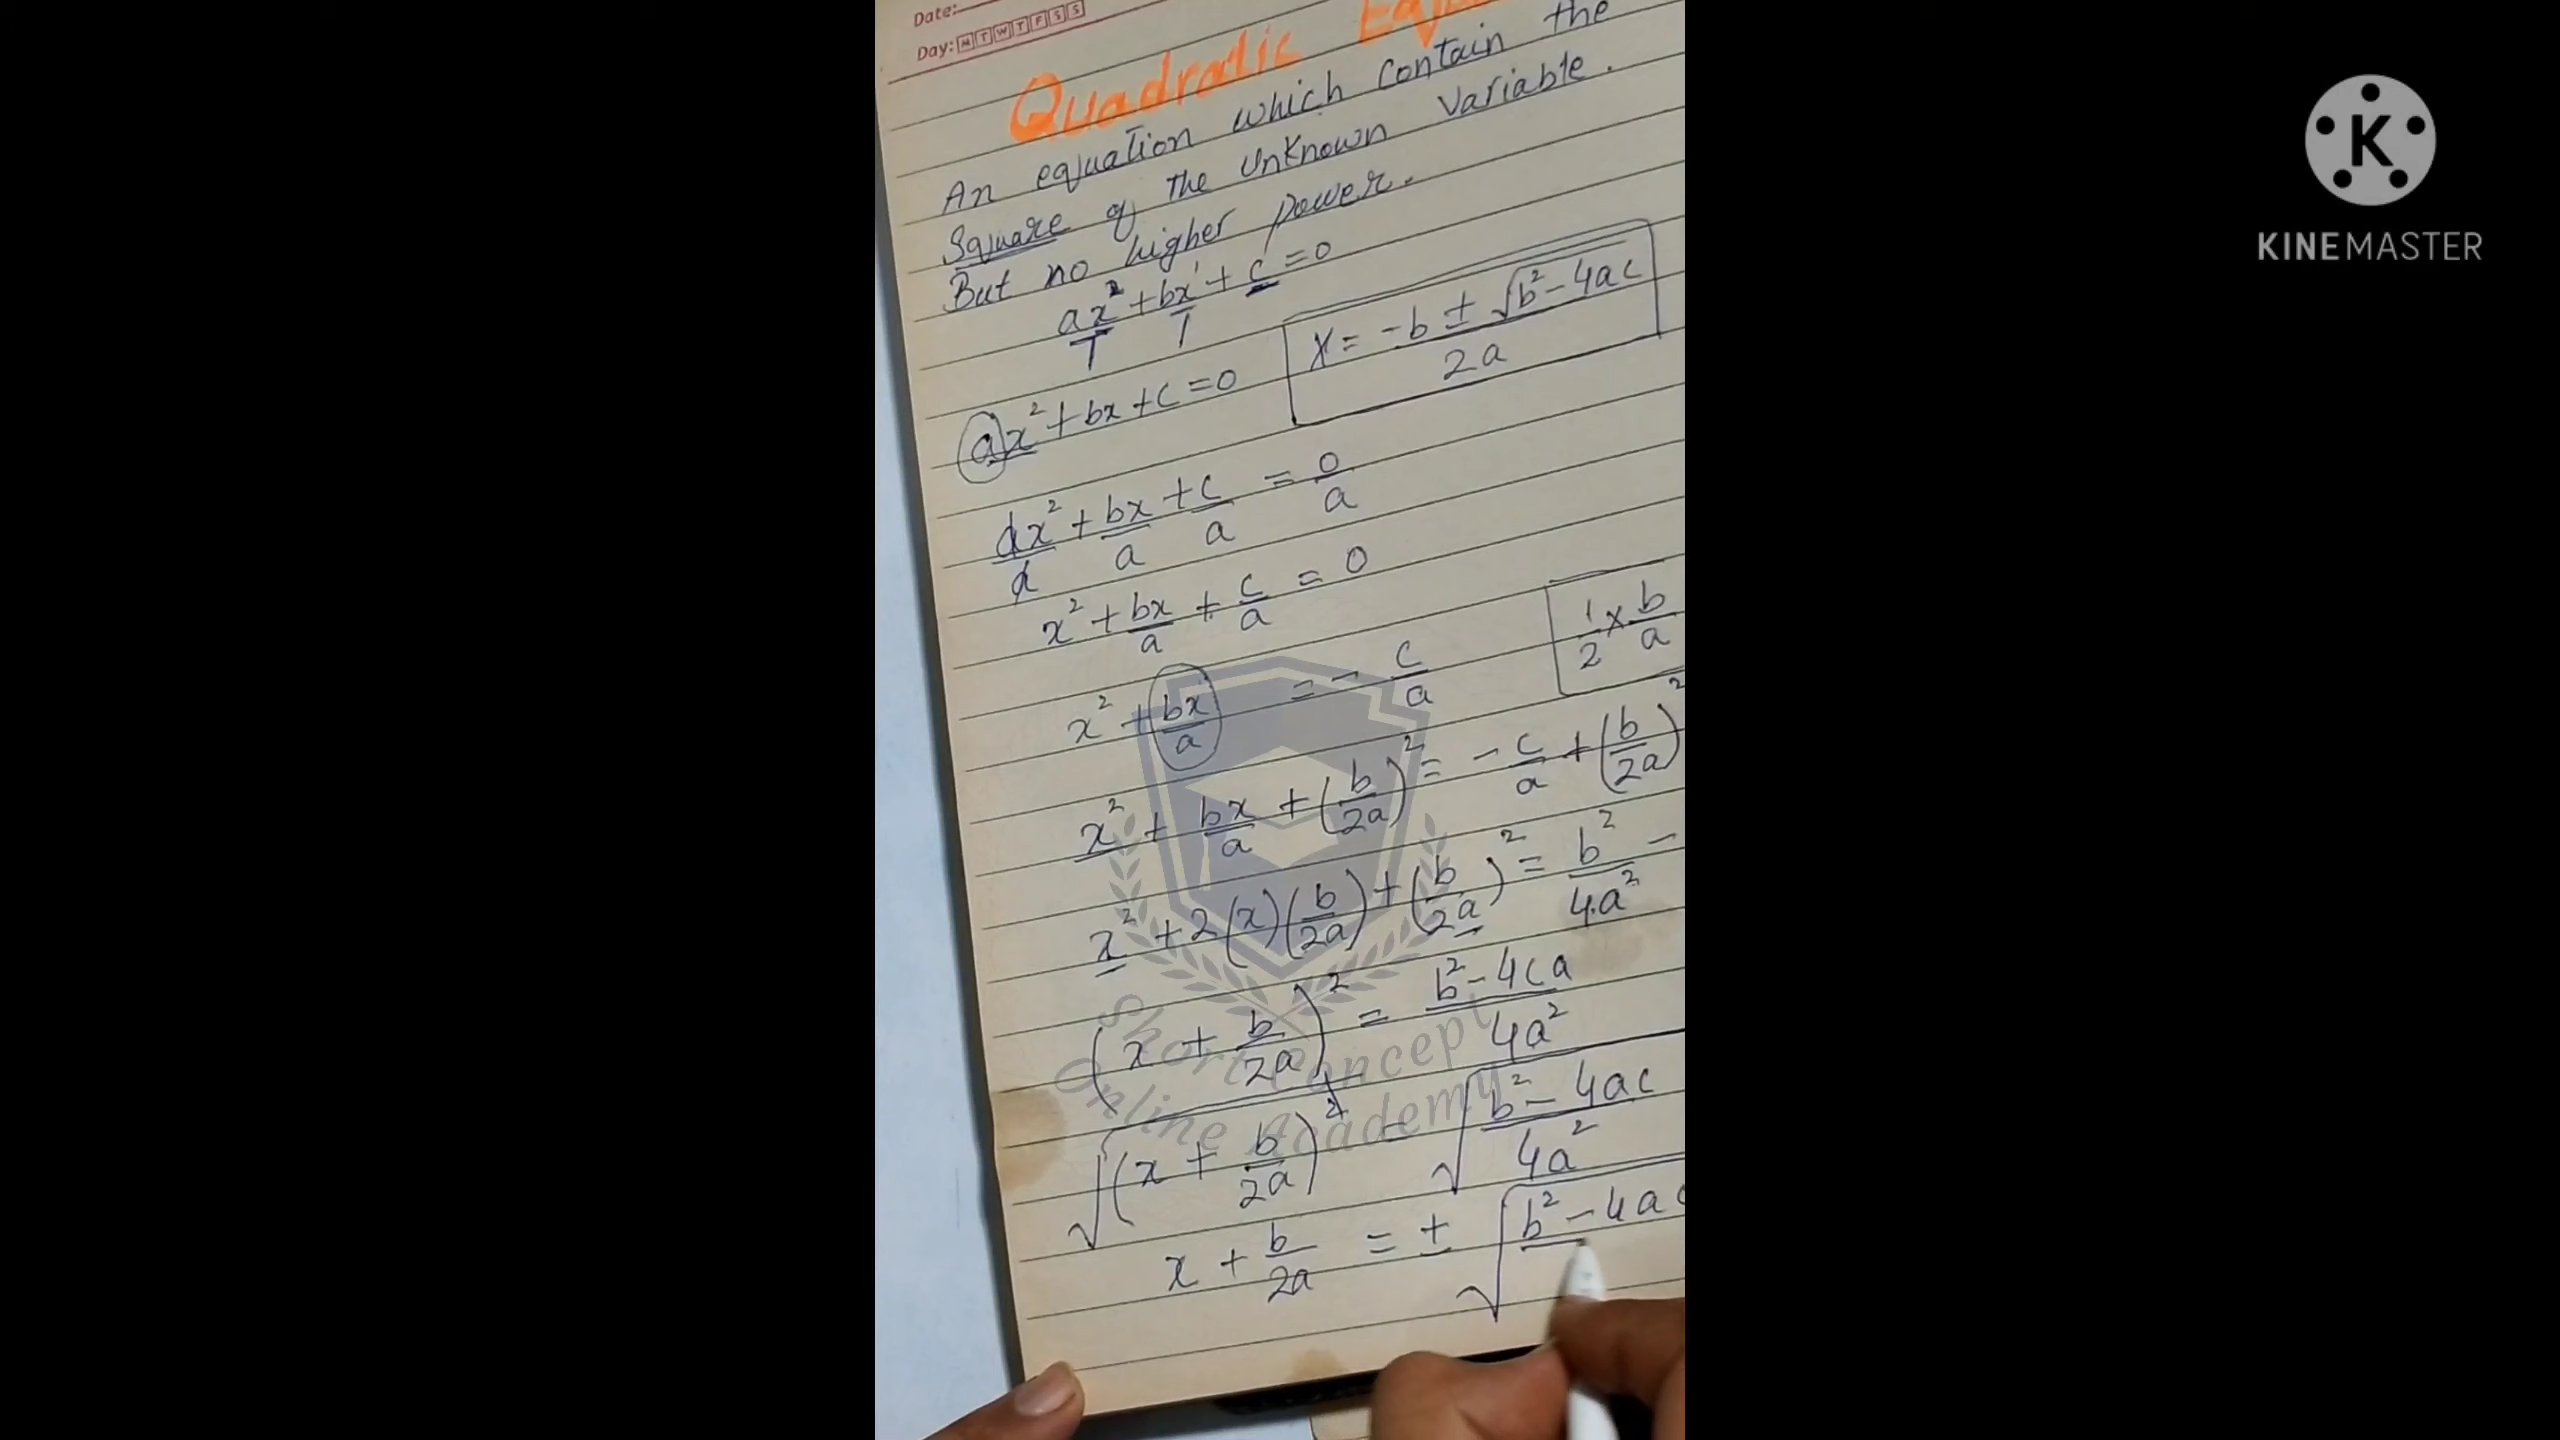 Date:
Day: M T W T F S S
Quadratic
An equation which contain the
Square of the unknown variable.
But no higher power.
ax² + bx¹ + c = 0
x = -b ± √b² - 4ac
2a
ax² + bx + c = 0
ax²/a + bx/a + c/a = 0/a
x² + bx/a + c/a = 0
1/2 × b/a
x² + bx/a = - c/a
x² + bx/a + (b/2a)² = - c/a + (b/2a)²
x² + 2(x)(b/2a) + (b/2a)² = b²/4a² -
(x + b/2a)² = b² - 4ca / 4a²
√(x + b/2a)² = √b² - 4ac / 4a²
x + b/2a = ± √b² - 4ac
Short Concept
Online Academy
K
KINEMASTER